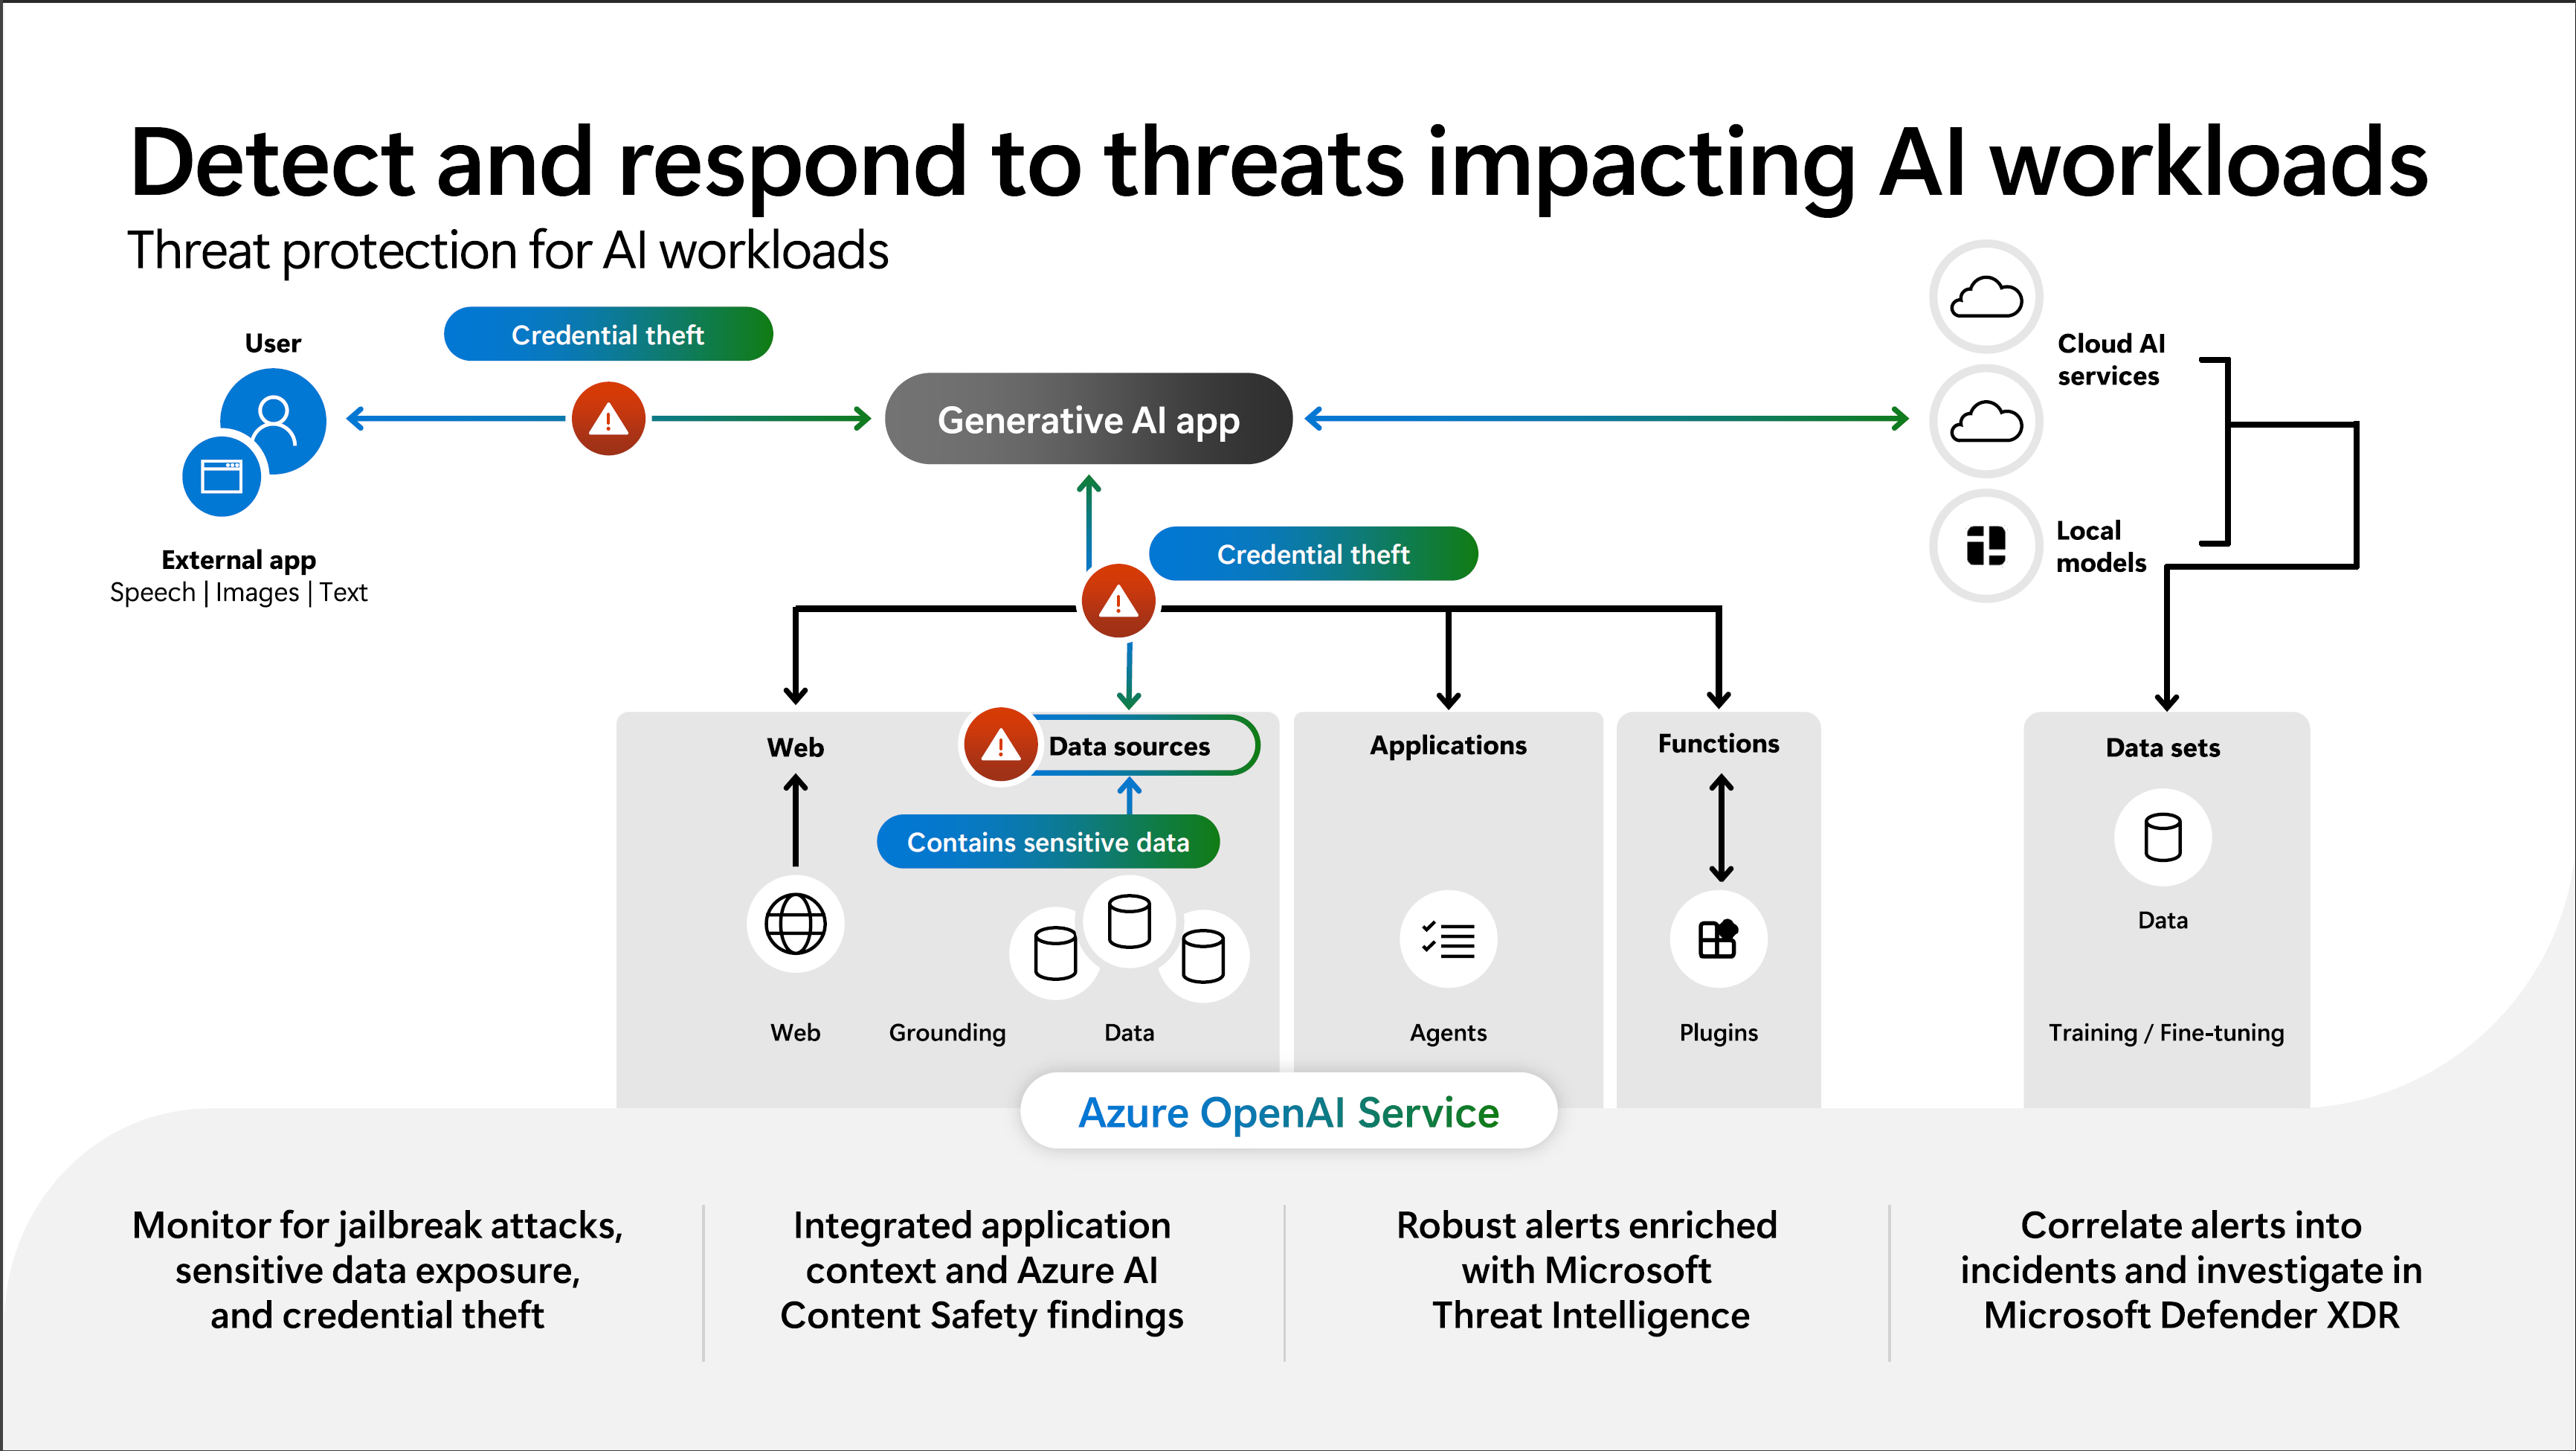 Detect and respond to threats impacting AI workloads
Threat protection for AI workloads
User
External app
Speech | Images | Text
Credential theft
Generative AI app
Cloud AI
services
Local
models
Credential theft
Web
Data sources
Contains sensitive data
Web
Grounding
Data
Applications
Agents
Functions
Plugins
Data sets
Data
Training / Fine-tuning
Azure OpenAI Service
Monitor for jailbreak attacks,
sensitive data exposure,
and credential theft
Integrated application
context and Azure AI
Content Safety findings
Robust alerts enriched
with Microsoft
Threat Intelligence
Correlate alerts into
incidents and investigate in
Microsoft Defender XDR